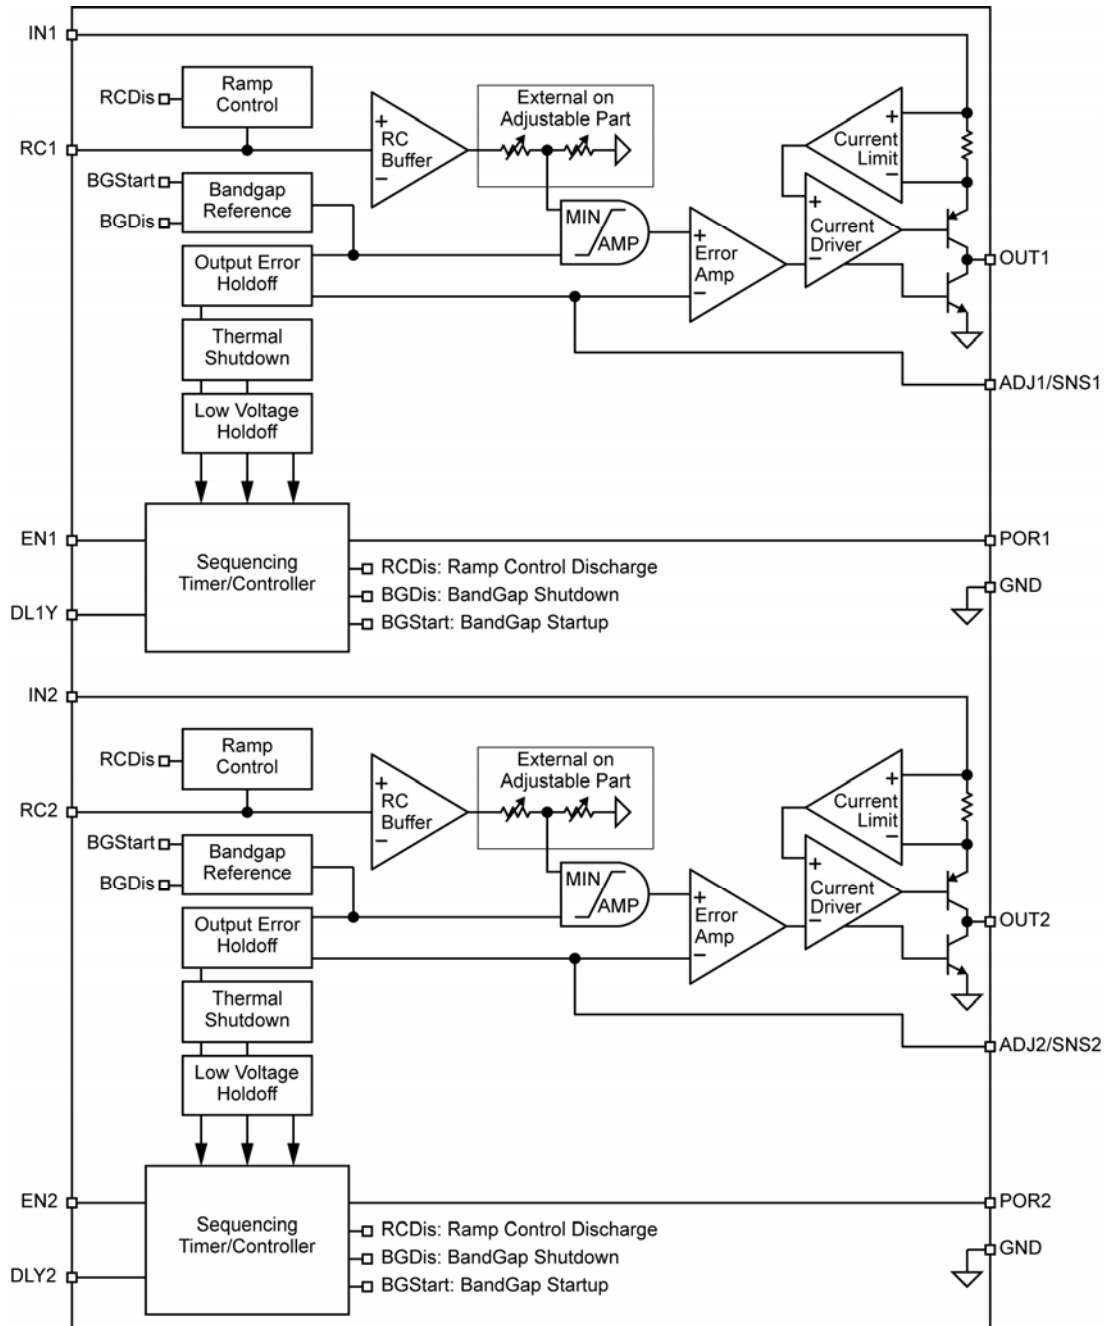 IN1
RCDis
Ramp
Control
RC1
+
RC
Buffer
−
External on
Adjustable Part
+
Current
Limit
−
BGStart
BGDis
Bandgap
Reference
MIN
AMP
+
Error
Amp
−
+
Current
Driver
−
OUT1
Output Error
Holdoff
Thermal
Shutdown
Low Voltage
Holdoff
ADJ1/SNS1
EN1
DL1Y
Sequencing
Timer/Controller
POR1
RCDis: Ramp Control Discharge
BGDis: BandGap Shutdown
BGStart: BandGap Startup
GND
IN2
RCDis
Ramp
Control
RC2
+
RC
Buffer
−
External on
Adjustable Part
+
Current
Limit
−
BGStart
BGDis
Bandgap
Reference
MIN
AMP
+
Error
Amp
−
+
Current
Driver
−
OUT2
Output Error
Holdoff
Thermal
Shutdown
Low Voltage
Holdoff
ADJ2/SNS2
EN2
DLY2
Sequencing
Timer/Controller
POR2
RCDis: Ramp Control Discharge
BGDis: BandGap Shutdown
BGStart: BandGap Startup
GND